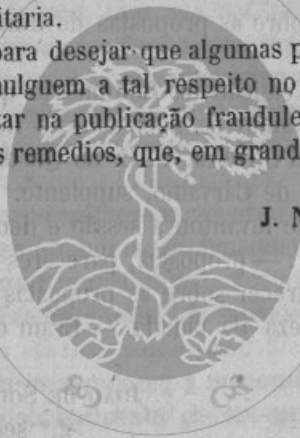 itaria.
para desejar que algumas p
ulguem a tal respeito no
tar na publicação fraudule
s remedios, que, em grand
J. N